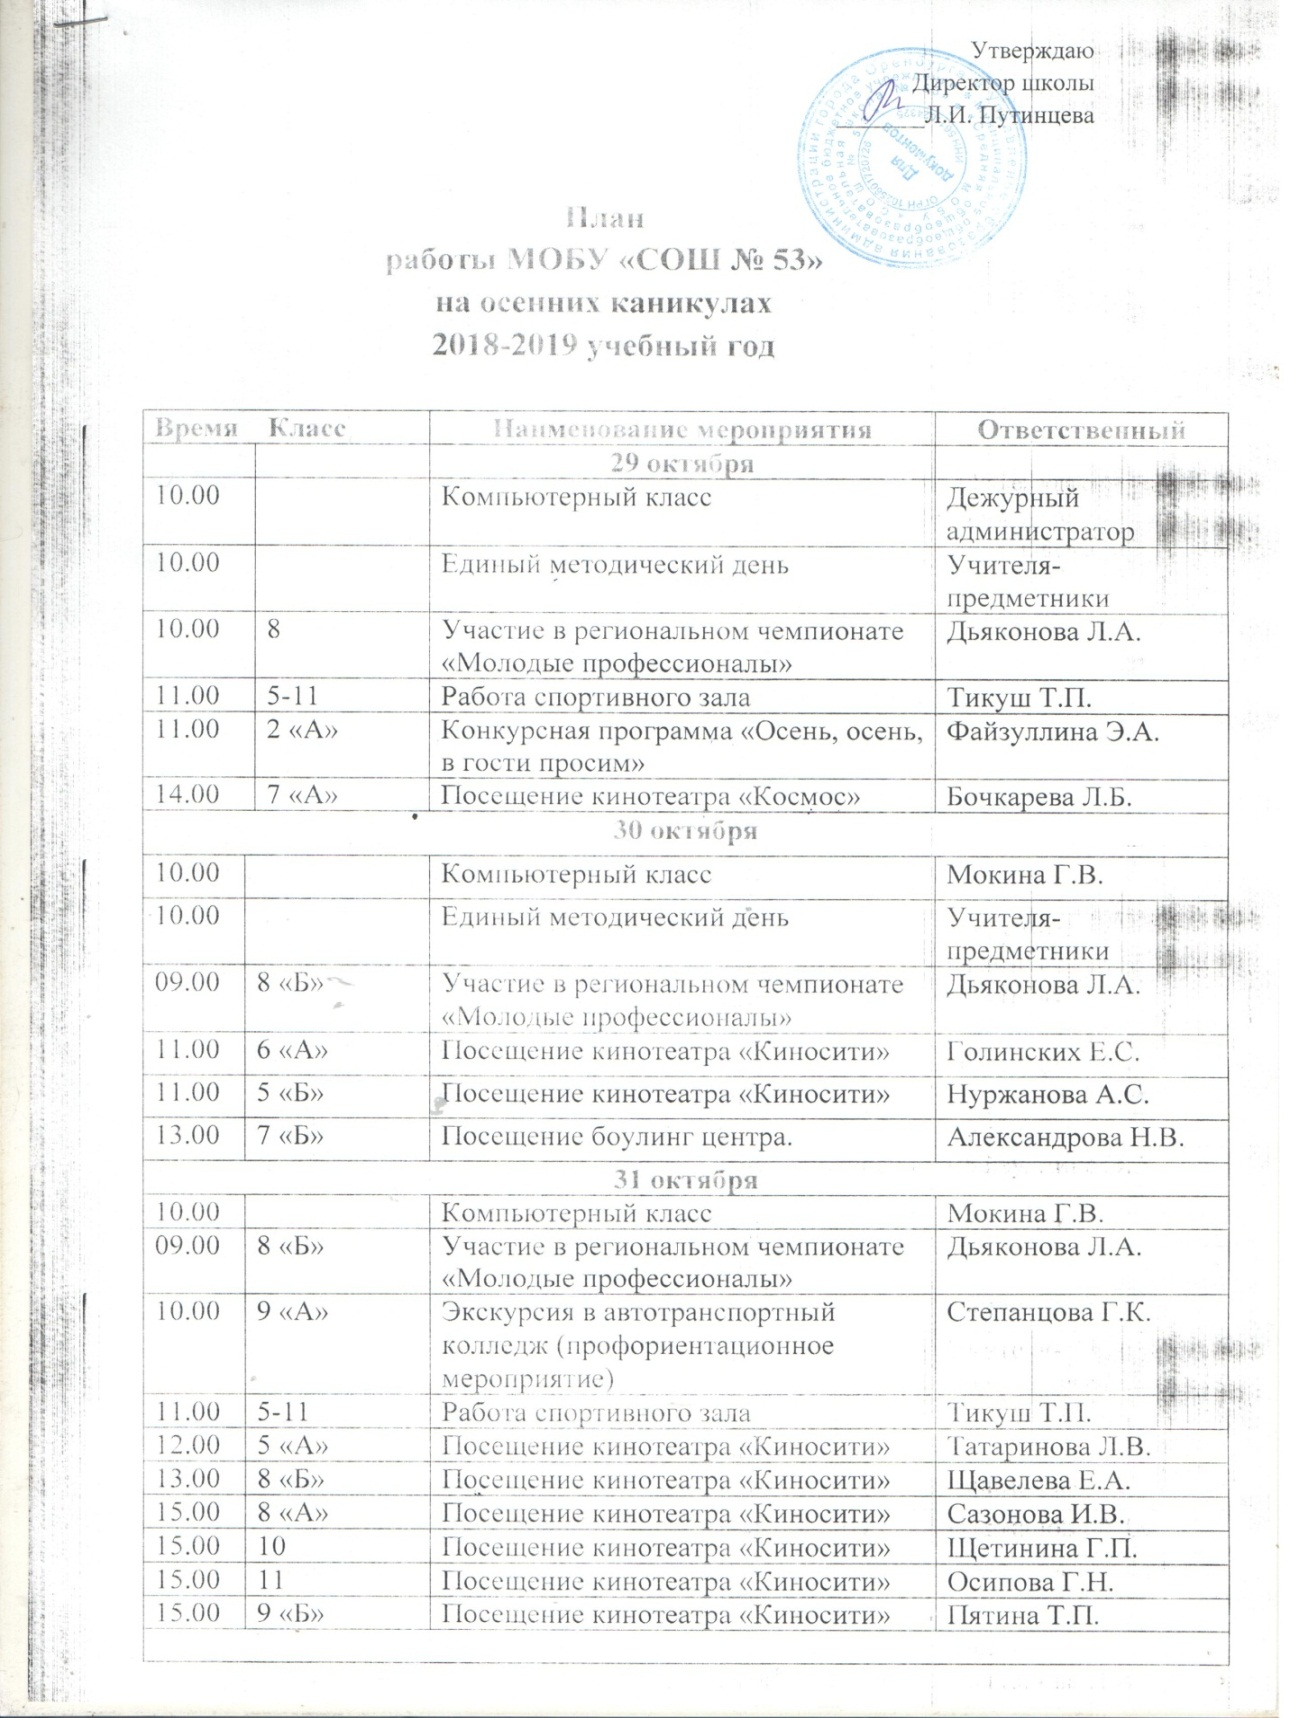 Утверждаю
Директор школы
Л.И. Путинцева
Для
документов
План
работы МОБУ «СОШ № 53»
на осенних каникулах
2018-2019 учебный год
Время Класс Наименование мероприятия Ответственный
29 октября
10.00 Компьютерный класс Дежурный
администратор
10.00 Единый методический день Учителя-
предметники
10.00 8 Участие в региональном чемпионате Дьяконова Л.А.
«Молодые профессионалы»
11.00 5-11 Работа спортивного зала Тикуш Т.П.
11.00 2 «А» Конкурсная программа «Осень, осень, Файзуллина Э.А.
в гости просим»
14.00 7 «А» Посещение кинотеатра «Космос» Бочкарева Л.Б.
30 октября
10.00 Компьютерный класс Мокина Г.В.
10.00 Единый методический день Учителя-
предметники
09.00 8 «Б» Участие в региональном чемпионате Дьяконова Л.А.
«Молодые профессионалы»
11.00 6 «А» Посещение кинотеатра «Киносити» Голинских Е.С.
11.00 5 «Б» Посещение кинотеатра «Киносити» Нуржанова А.С.
13.00 7 «Б» Посещение боулинг центра. Александрова Н.В.
31 октября
10.00 Компьютерный класс Мокина Г.В.
09.00 8 «Б» Участие в региональном чемпионате Дьяконова Л.А.
«Молодые профессионалы»
10.00 9 «А» Экскурсия в автотранспортный Степанцова Г.К.
колледж (профориентационное
мероприятие)
11.00 5-11 Работа спортивного зала Тикуш Т.П.
12.00 5 «А» Посещение кинотеатра «Киносити» Татаринова Л.В.
13.00 8 «Б» Посещение кинотеатра «Киносити» Щавелева Е.А.
15.00 8 «А» Посещение кинотеатра «Киносити» Сазонова И.В.
15.00 10 Посещение кинотеатра «Киносити» Щетинина Г.П.
15.00 11 Посещение кинотеатра «Киносити» Осипова Г.Н.
15.00 9 «Б» Посещение кинотеатра «Киносити» Пятина Т.П.